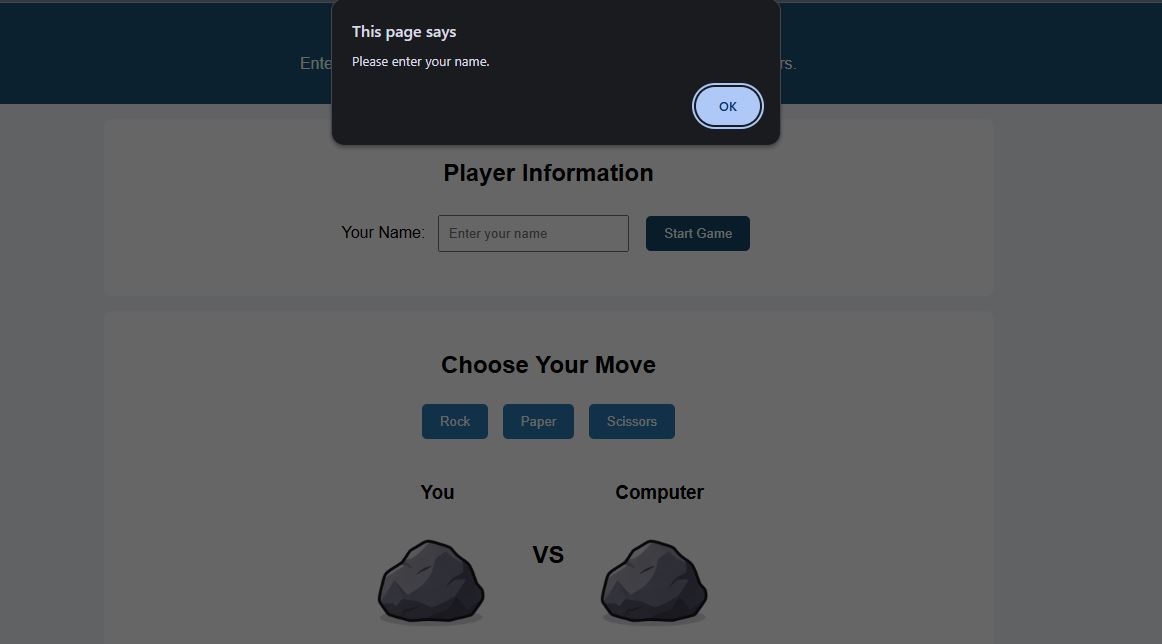 This page says
Please enter your name.
OK
Player Information
Your Name:
Enter your name
Start Game
Choose Your Move
Rock
Paper
Scissors
You
Computer
VS